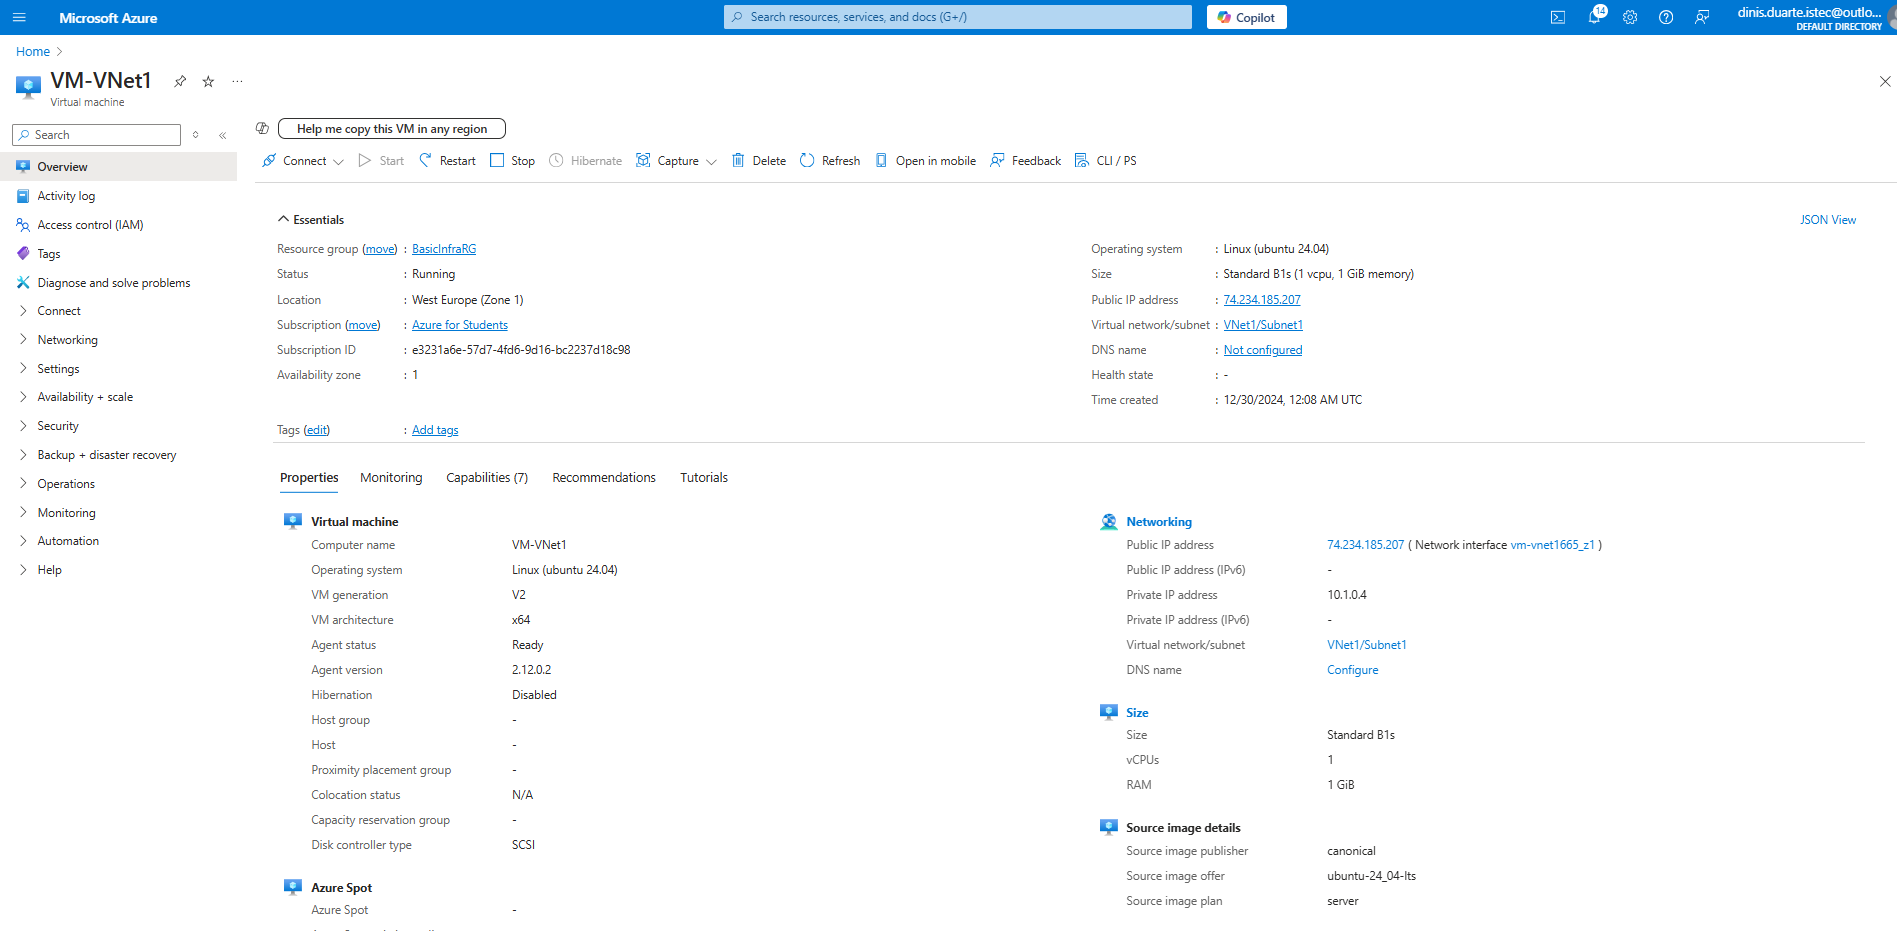 Microsoft Azure
Search resources, services, and docs (G+/)
Copilot
14
dinis.duarte.istec@outlo...
DEFAULT DIRECTORY
Home
VM-VNet1
Virtual machine
Search
Help me copy this VM in any region
Connect Start Restart Stop Hibernate Capture Delete Refresh Open in mobile Feedback CLI / PS
Overview
Activity log
Access control (IAM)
Tags
Diagnose and solve problems
Connect
Networking
Settings
Availability + scale
Security
Backup + disaster recovery
Operations
Monitoring
Automation
Help
Essentials
JSON View
Resource group (move) : BasicInfraRG
Status : Running
Location : West Europe (Zone 1)
Subscription (move) : Azure for Students
Subscription ID : e3231a6e-57d7-4fd6-9d16-bc2237d18c98
Availability zone : 1
Operating system : Linux (ubuntu 24.04)
Size : Standard B1s (1 vcpu, 1 GiB memory)
Public IP address : 74.234.185.207
Virtual network/subnet : VNet1/Subnet1
DNS name : Not configured
Health state : -
Time created : 12/30/2024, 12:08 AM UTC
Tags (edit) : Add tags
Properties Monitoring Capabilities (7) Recommendations Tutorials
Virtual machine
Computer name VM-VNet1
Operating system Linux (ubuntu 24.04)
VM generation V2
VM architecture x64
Agent status Ready
Agent version 2.12.0.2
Hibernation Disabled
Host group -
Host -
Proximity placement group -
Colocation status N/A
Capacity reservation group -
Disk controller type SCSI
Azure Spot
Azure Spot -
Networking
Public IP address 74.234.185.207 ( Network interface vm-vnet1665_z1 )
Public IP address (IPv6) -
Private IP address 10.1.0.4
Private IP address (IPv6) -
Virtual network/subnet VNet1/Subnet1
DNS name Configure
Size
Size Standard B1s
vCPUs 1
RAM 1 GiB
Source image details
Source image publisher canonical
Source image offer ubuntu-24_04-lts
Source image plan server